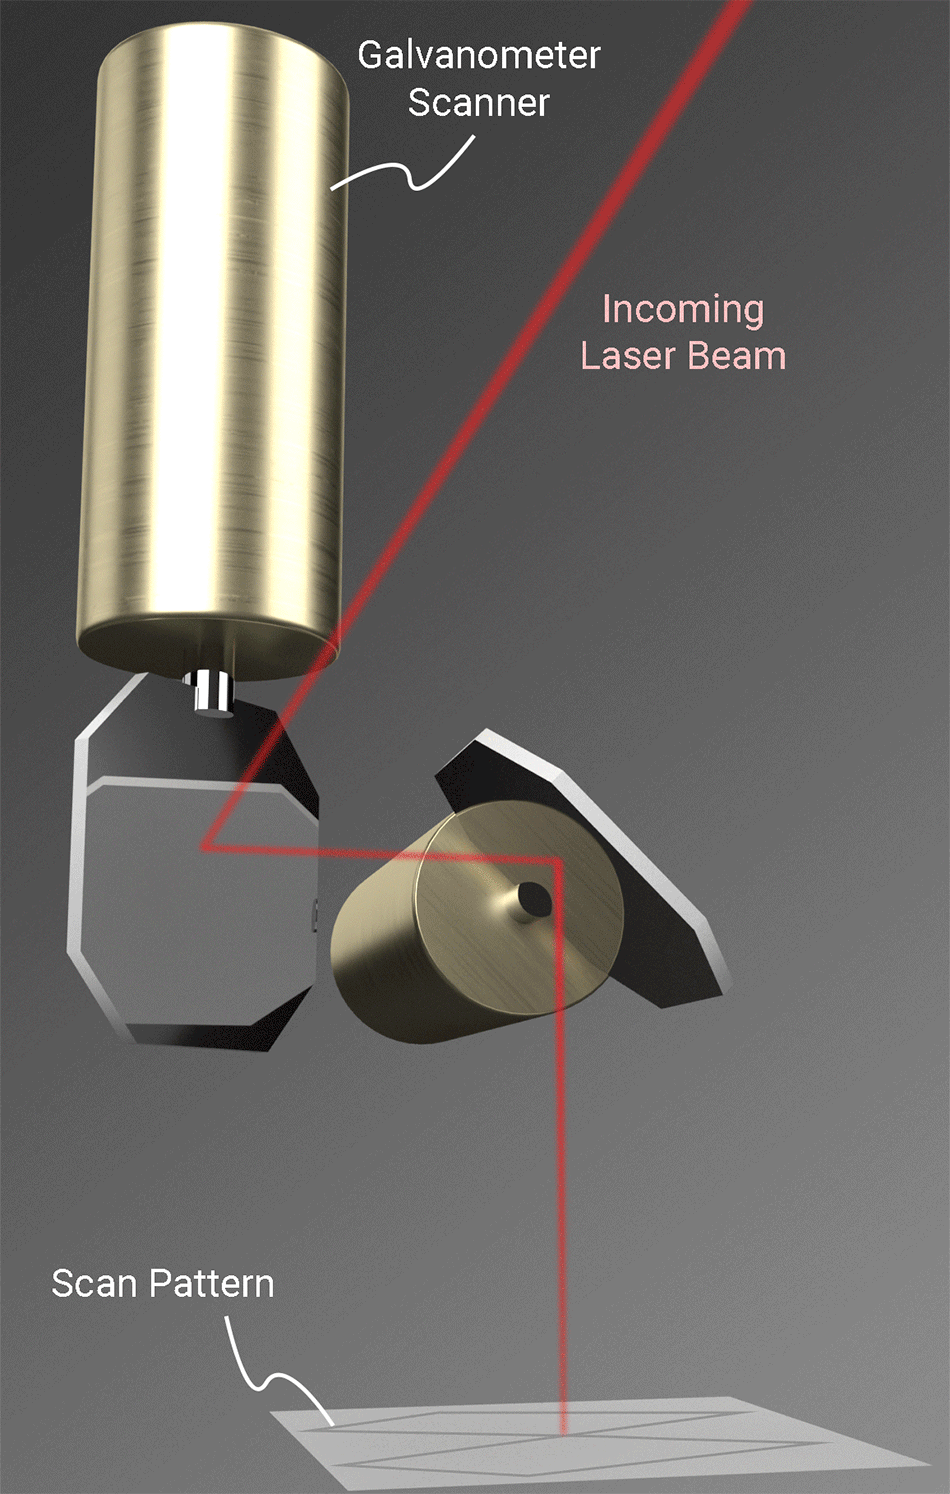 Galvanometer
Scanner
Incoming
Laser Beam
Scan Pattern